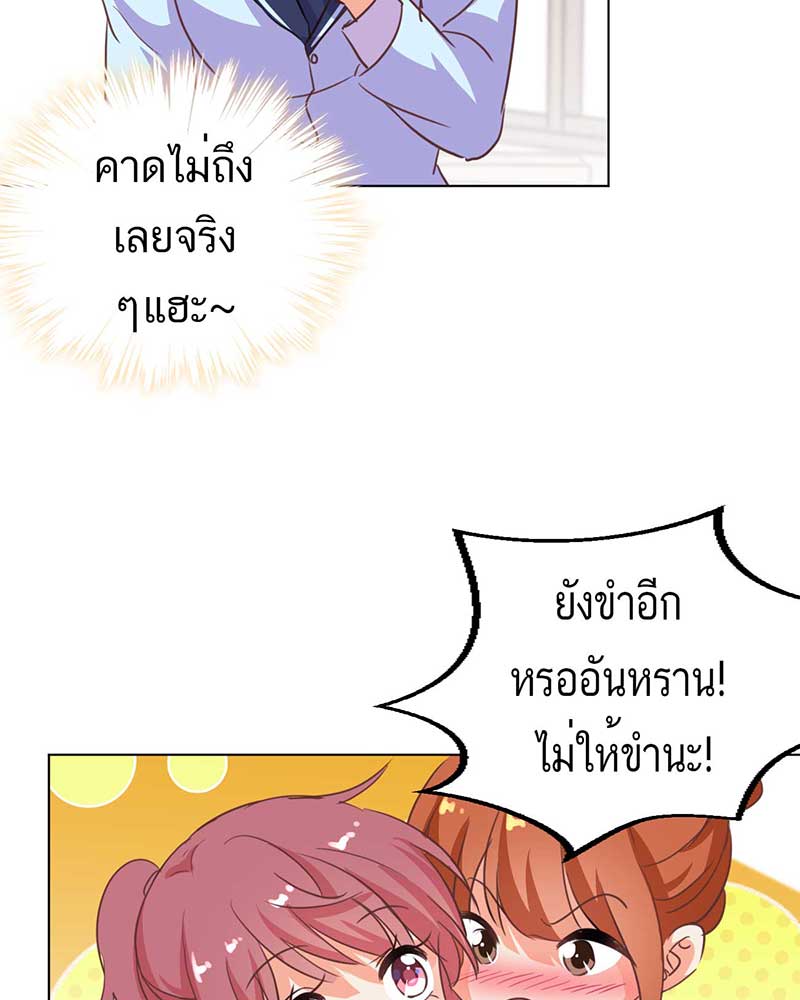 คาดไม่ถึง
เลยจริง
ๆแฮะ~
ยังขำอีก
หรออันหราน!
ไม่ให้ขำนะ!